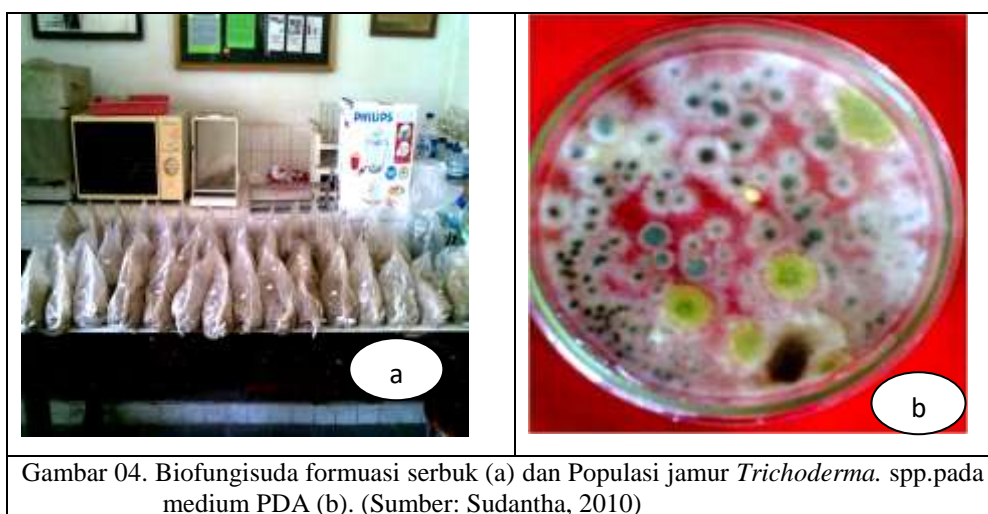 PHILIPS
a
b
Gambar 04. Biofungisuda formuasi serbuk (a) dan Populasi jamur Trichoderma. spp.pada
medium PDA (b). (Sumber: Sudantha, 2010)